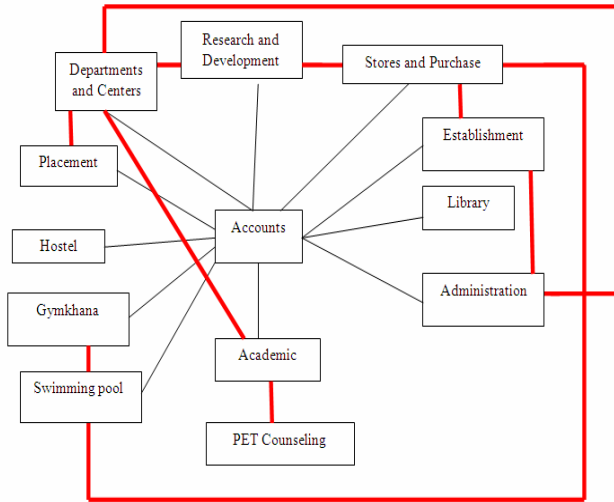 Research and
Development
Departments
and Centers
Stores and Purchase
Establishment
Placement
Library
Accounts
Hostel
Administration
Gymkhana
Academic
Swimming pool
PET Counseling